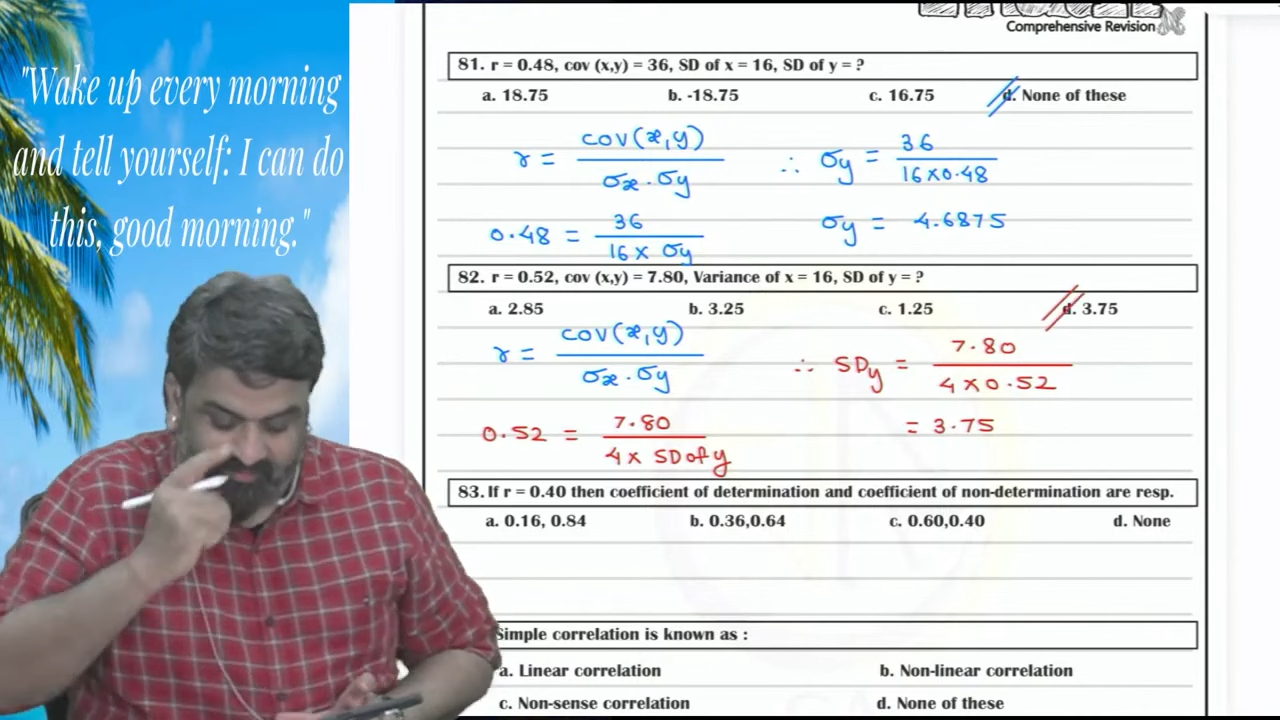 "Wake up every morning
and tell yourself: I can do
this, good morning."
Comprehensive Revision
81. r = 0.48, cov (x,y) = 36, SD of x = 16, SD of y = ?
a. 18.75 b. -18.75 c. 16.75 d. None of these
r = cov(x,y) / σx . σy ∴ σy = 36 / 16×0.48
0.48 = 36 / 16 × σy σy = 4.6875
82. r = 0.52, cov (x,y) = 7.80, Variance of x = 16, SD of y = ?
a. 2.85 b. 3.25 c. 1.25 d. 3.75
r = cov(x,y) / σx . σy ∴ SDy = 7.80 / 4 × 0.52
0.52 = 7.80 / 4 × SD of y = 3.75
83. If r = 0.40 then coefficient of determination and coefficient of non-determination are resp.
a. 0.16, 0.84 b. 0.36,0.64 c. 0.60,0.40 d. None
Simple correlation is known as :
a. Linear correlation b. Non-linear correlation
c. Non-sense correlation d. None of these